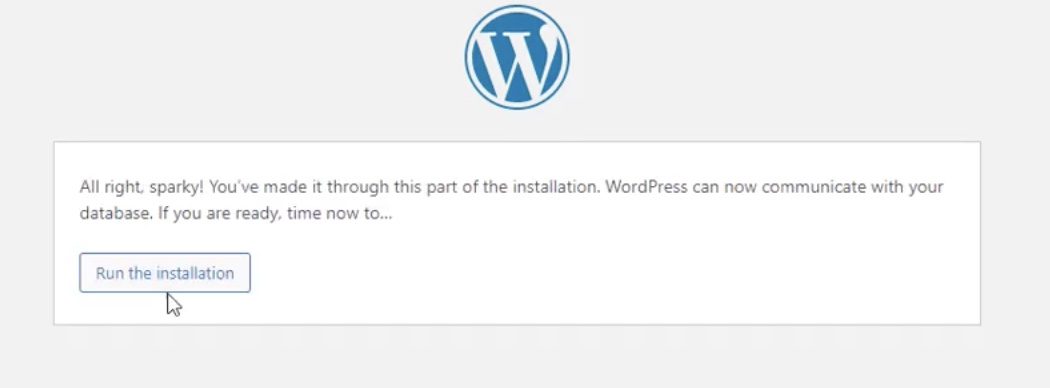 All right, sparky! You've made it through this part of the installation. WordPress can now communicate with your
database. If you are ready, time now to...
Run the installation